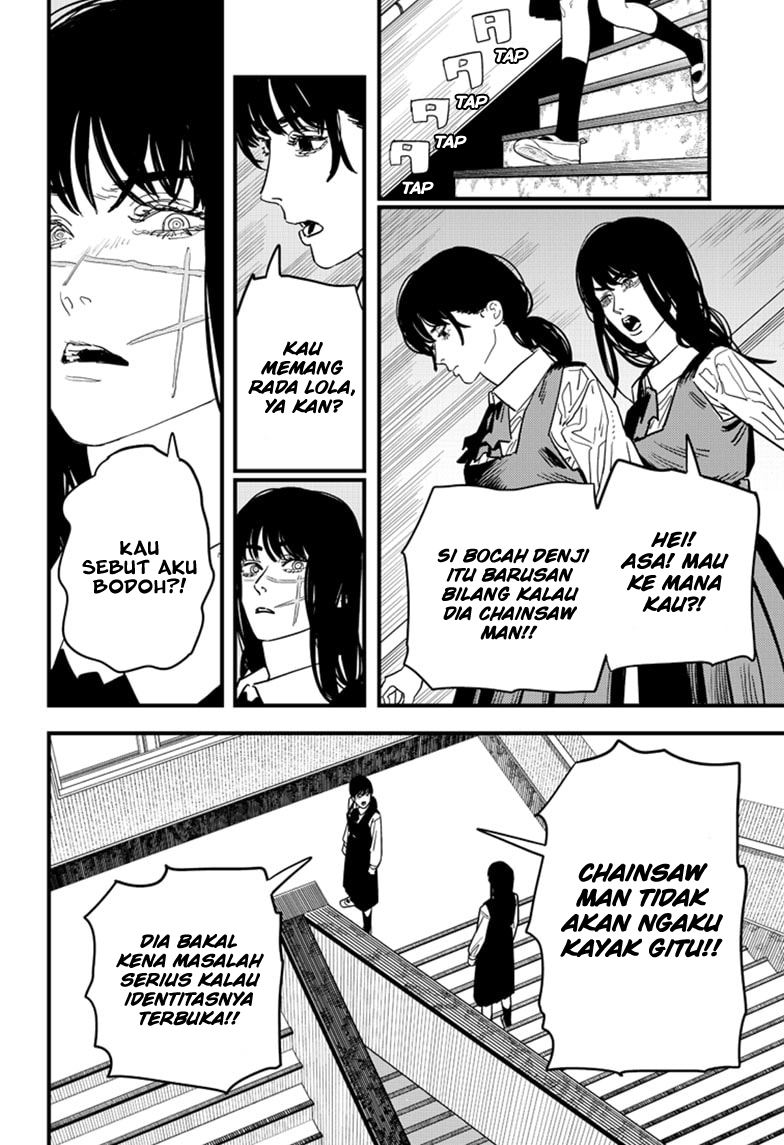 TAP
TAP
TAP
TAP
HEI!
ASA! MAU
KE MANA
KAU?!
SI BOCAH DENJI
ITU BARUSAN
BILANG KALAU
DIA CHAINSAW
MAN!!
KAU
MEMANG
RADA LOLA,
YA KAN?
KAU
SEBUT AKU
BODOH?!
CHAINSAW
MAN TIDAK
AKAN NGAKU
KAYAK GITU!!
DIA BAKAL
KENA MASALAH
SERIUS KALAU
IDENTITASNYA
TERBUKA!!